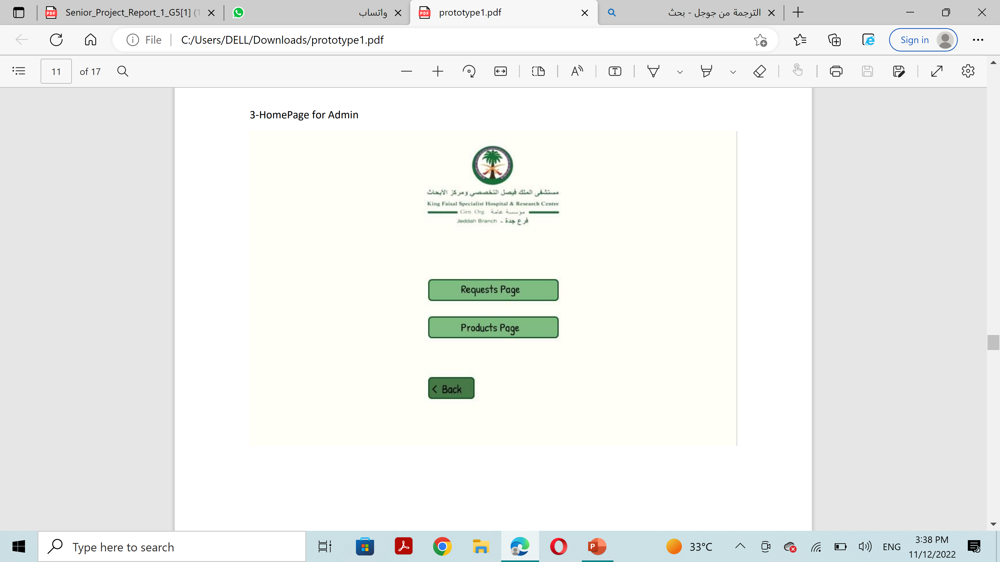 Senior_Project_Report_1_G5[1] (1
واتساب
prototype1.pdf
الترجمة من جوجل - بحث
File
C:/Users/DELL/Downloads/prototype1.pdf
Sign in
11 of 17
3-HomePage for Admin
مستشفى الملك فيصل التخصصي ومركز الأبحاث
King Faisal Specialist Hospital & Research Centre
Gen Org مؤسسة عامة
Jeddah Branch - فرع جدة
Requests Page
Products Page
< Back
Type here to search
33°C
ENG
3:38 PM
11/12/2022